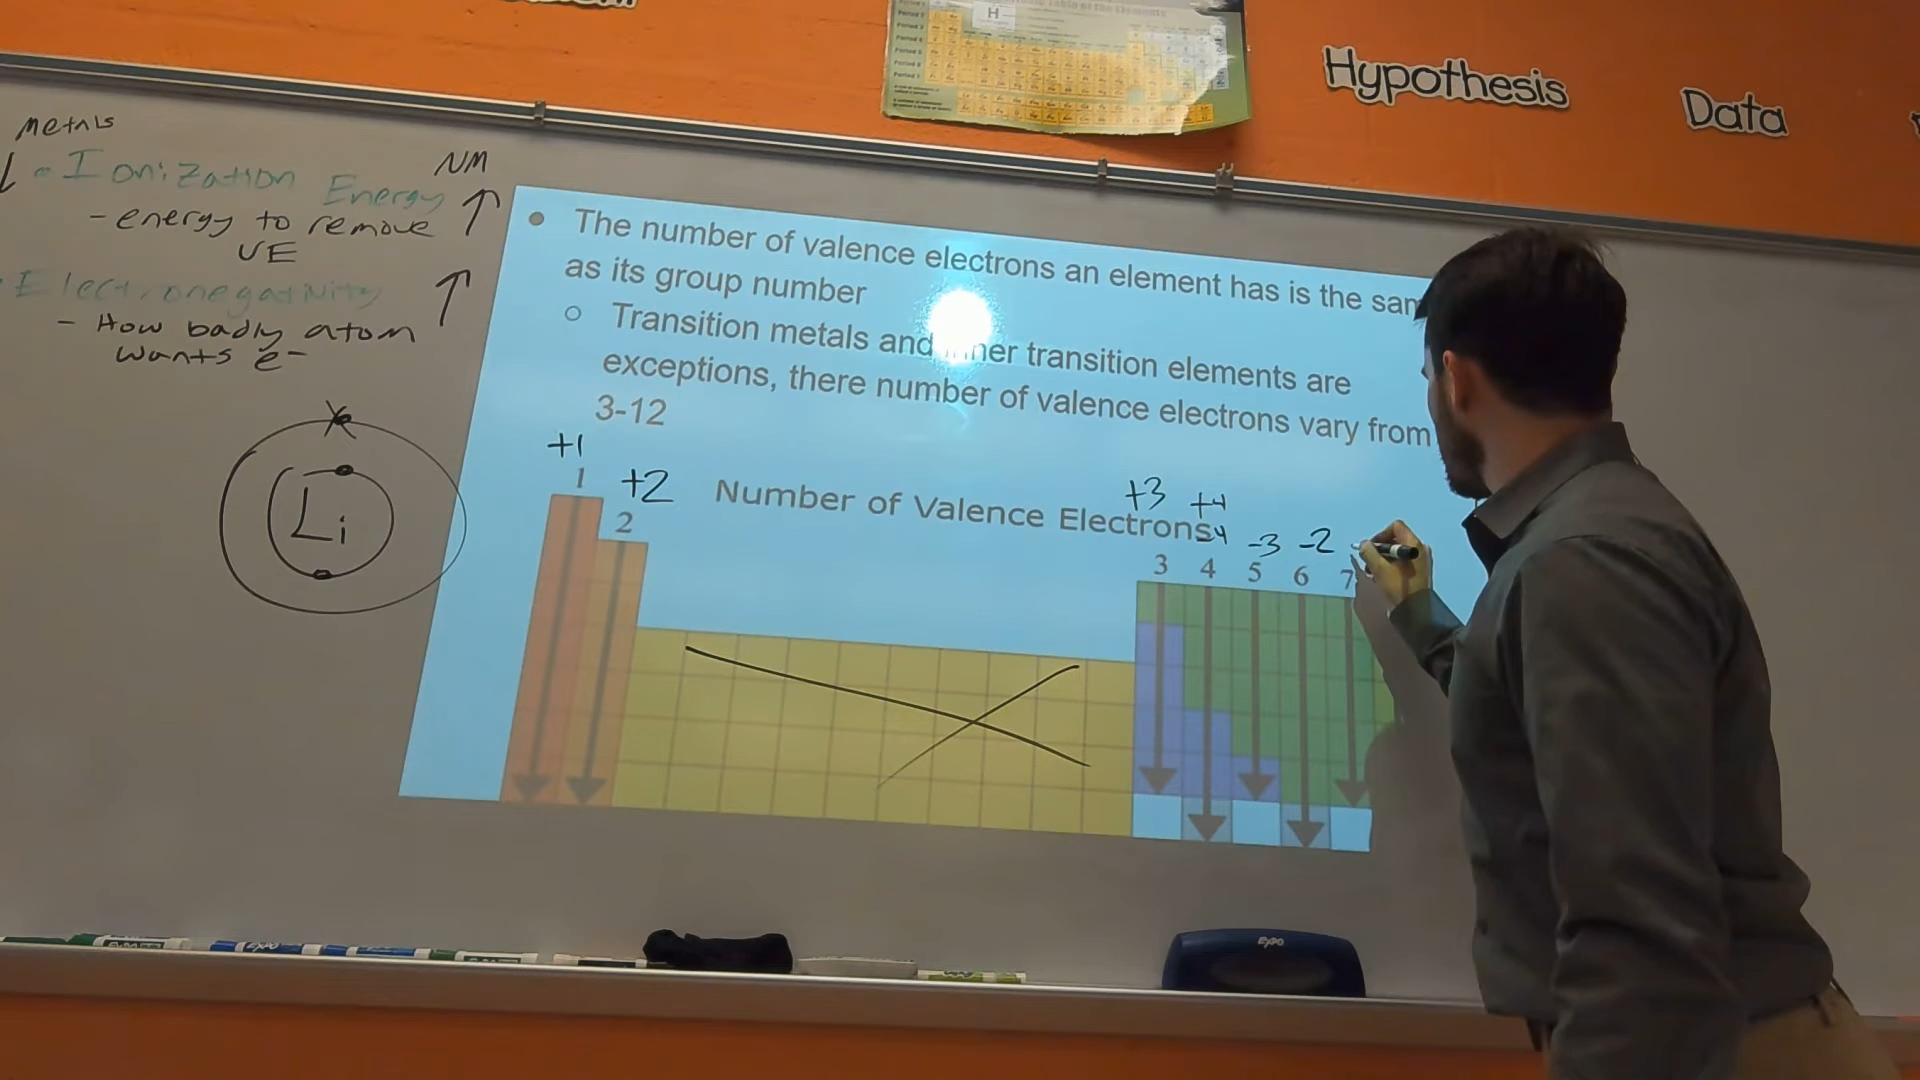 H
Hypothesis
Data
Metals
NM
Ionization Energy
- energy to remove
VE
Electronegativity
- How badly atom
wants e-
Li
• The number of valence electrons an element has is the
as its group number
○ Transition metals and transition elements are
exceptions, there number of valence electrons vary from
3-12
+1
+2
+3 +4
-3 -2
Number of Valence Electrons
1
2
3 4 5 6 7
EXPO
EXPO